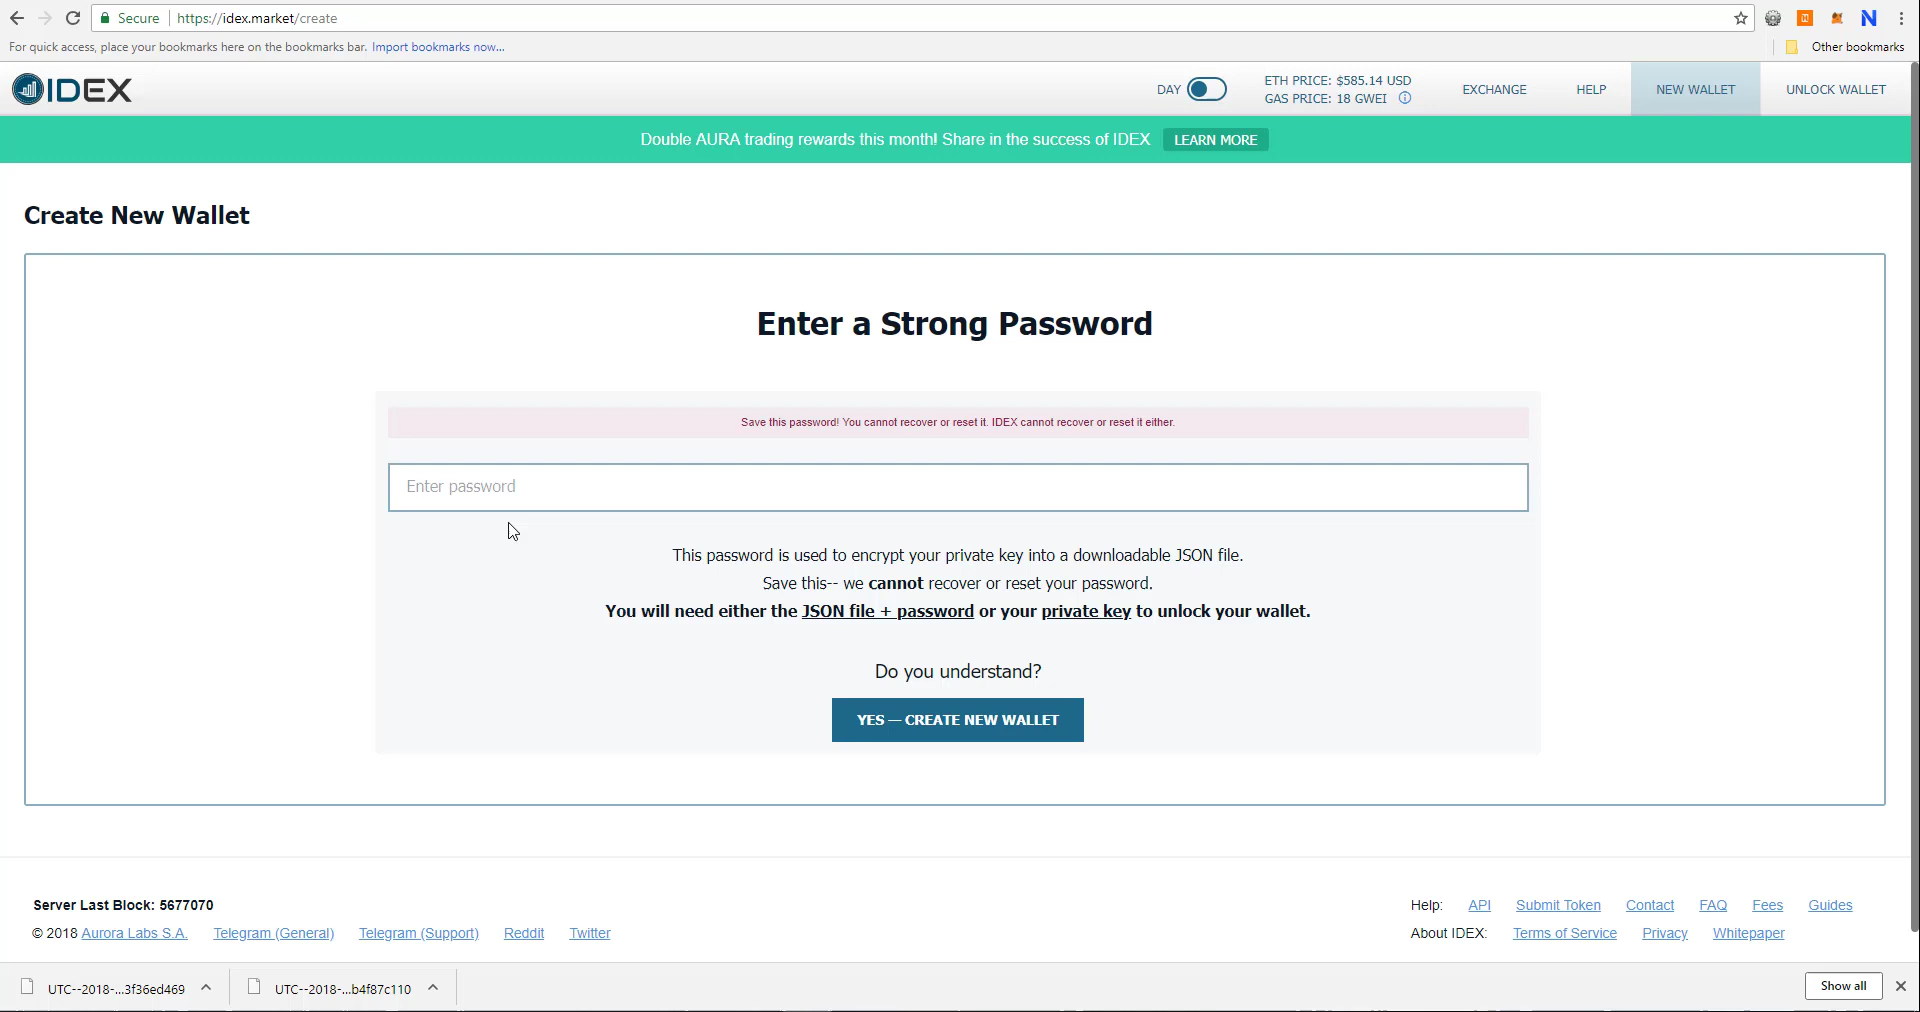 Secure | https://idex.market/create
For quick access, place your bookmarks here on the bookmarks bar. Import bookmarks now...
Other bookmarks
IDEX
DAY
ETH PRICE: $585.14 USD
GAS PRICE: 18 GWEI
EXCHANGE
HELP
NEW WALLET
UNLOCK WALLET
Double AURA trading rewards this month! Share in the success of IDEX LEARN MORE
Create New Wallet
Enter a Strong Password
Save this password! You cannot recover or reset it. IDEX cannot recover or reset it either.
Enter password
This password is used to encrypt your private key into a downloadable JSON file.
Save this-- we cannot recover or reset your password.
You will need either the JSON file + password or your private key to unlock your wallet.
Do you understand?
YES — CREATE NEW WALLET
Server Last Block: 5677070
© 2018 Aurora Labs S.A. Telegram (General) Telegram (Support) Reddit Twitter
Help: API Submit Token Contact FAQ Fees Guides
About IDEX: Terms of Service Privacy Whitepaper
UTC--2018-...3f36ed469
UTC--2018-...b4f87c110
Show all